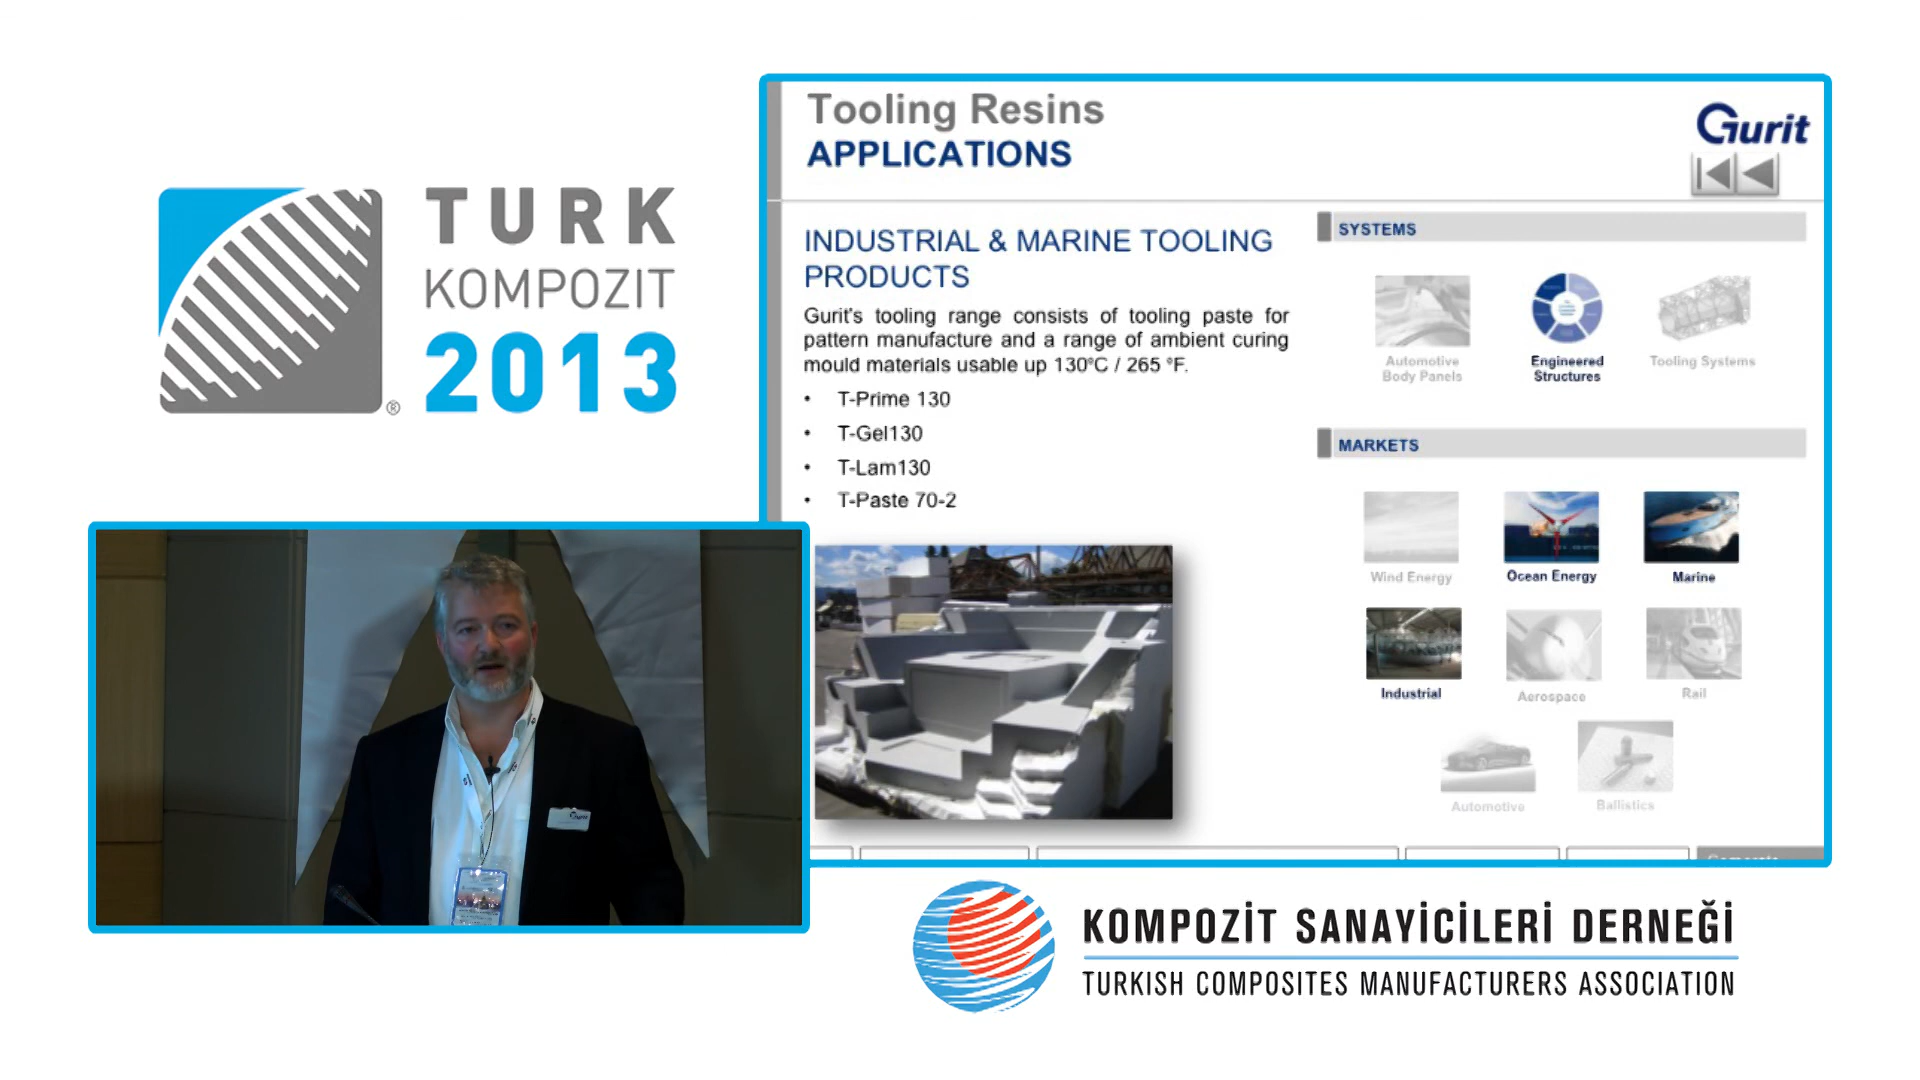 TURK
KOMPOZIT
2013
®
Tooling Resins
APPLICATIONS
Gurit
INDUSTRIAL & MARINE TOOLING
PRODUCTS
Gurit's tooling range consists of tooling paste for
pattern manufacture and a range of ambient curing
mould materials usable up 130ºC / 265 ºF.
• T-Prime 130
• T-Gel130
• T-Lam130
• T-Paste 70-2
SYSTEMS
Automotive
Body Panels
Engineered
Structures
Tooling Systems
MARKETS
Wind Energy
Ocean Energy
Marine
Industrial
Aerospace
Rail
Automotive
Ballistics
Gurit
KOMPOZİT SANAYİCİLERİ DERNEĞİ
TURKISH COMPOSITES MANUFACTURERS ASSOCIATION